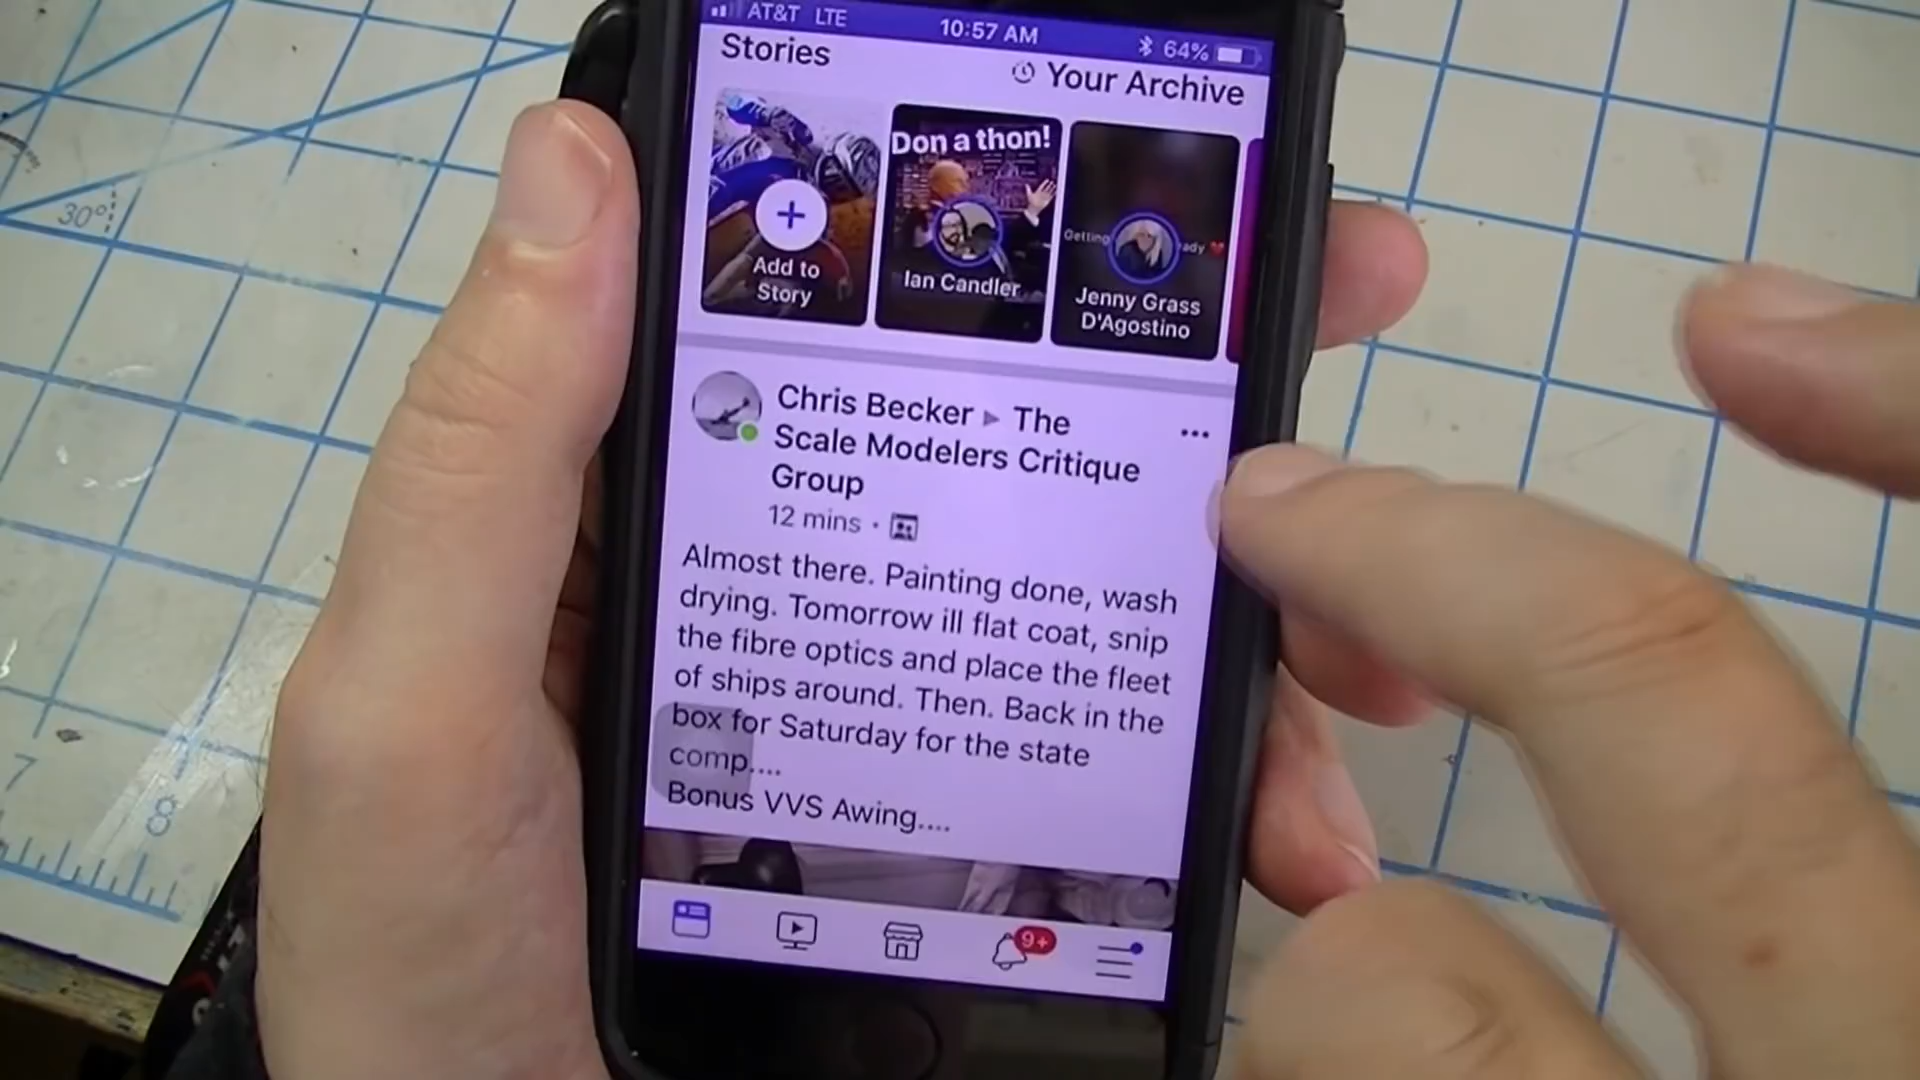 AT&T LTE 10:57 AM 64%
Stories
Your Archive
Don a thon!
Add to
Story
Ian Candler
Getting ady
Jenny Grass
D'Agostino
Chris Becker ▸ The
Scale Modelers Critique
Group
12 mins ·
Almost there. Painting done, wash
drying. Tomorrow ill flat coat, snip
the fibre optics and place the fleet
of ships around. Then. Back in the
box for Saturday for the state
comp....
Bonus VVS Awing....
9+
30°
7
8